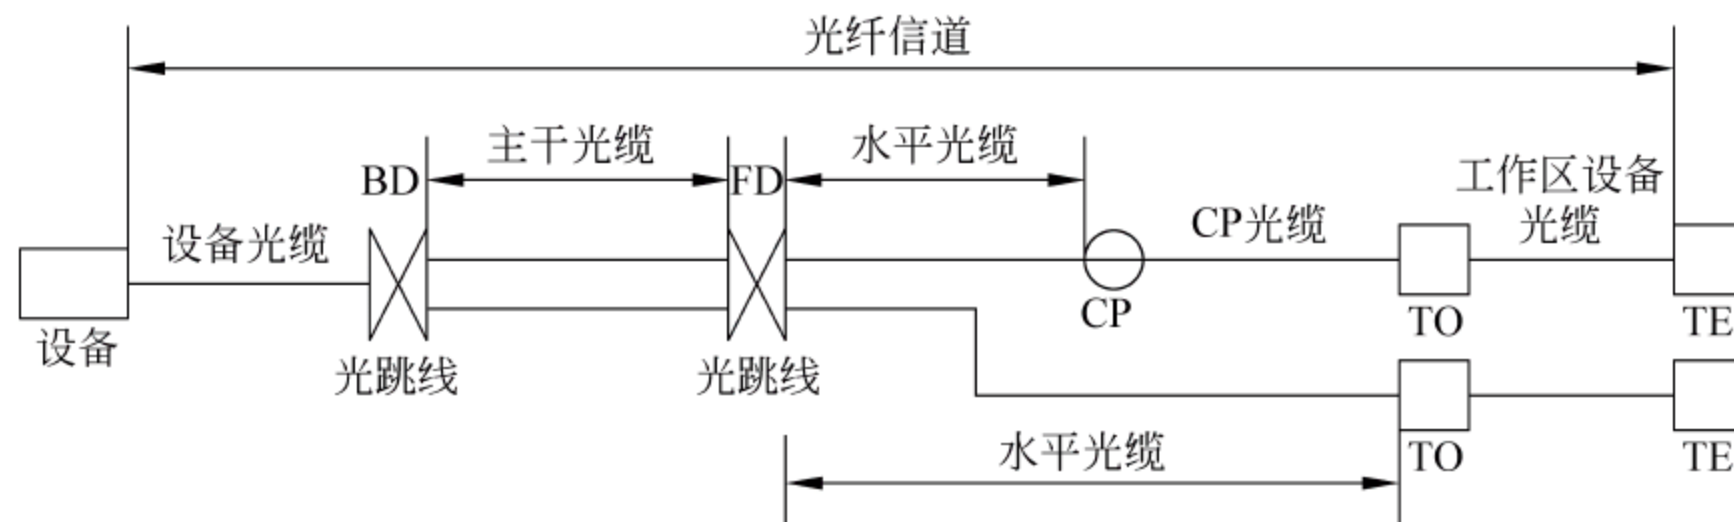 光纤信道
主干光缆
水平光缆
BD
FD
工作区设备
光缆
设备光缆
CP光缆
设备
光跳线
光跳线
CP
TO
TE
水平光缆
TO
TE